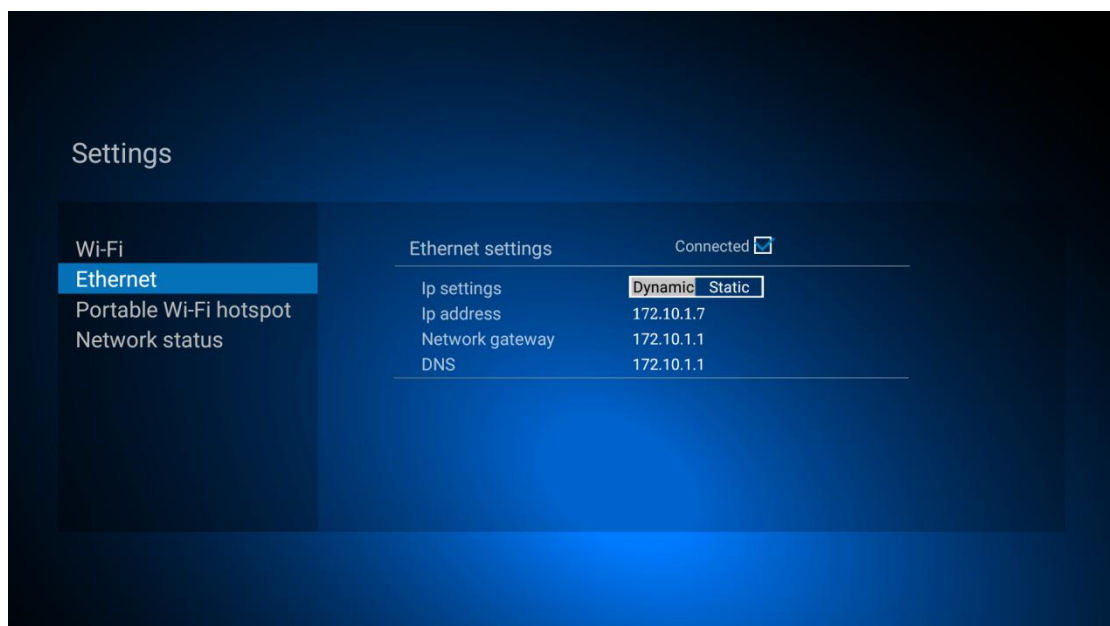 Settings
Wi-Fi
Ethernet
Portable Wi-Fi hotspot
Network status
Ethernet settings Connected
Ip settings Dynamic Static
Ip address 172.10.1.7
Network gateway 172.10.1.1
DNS 172.10.1.1